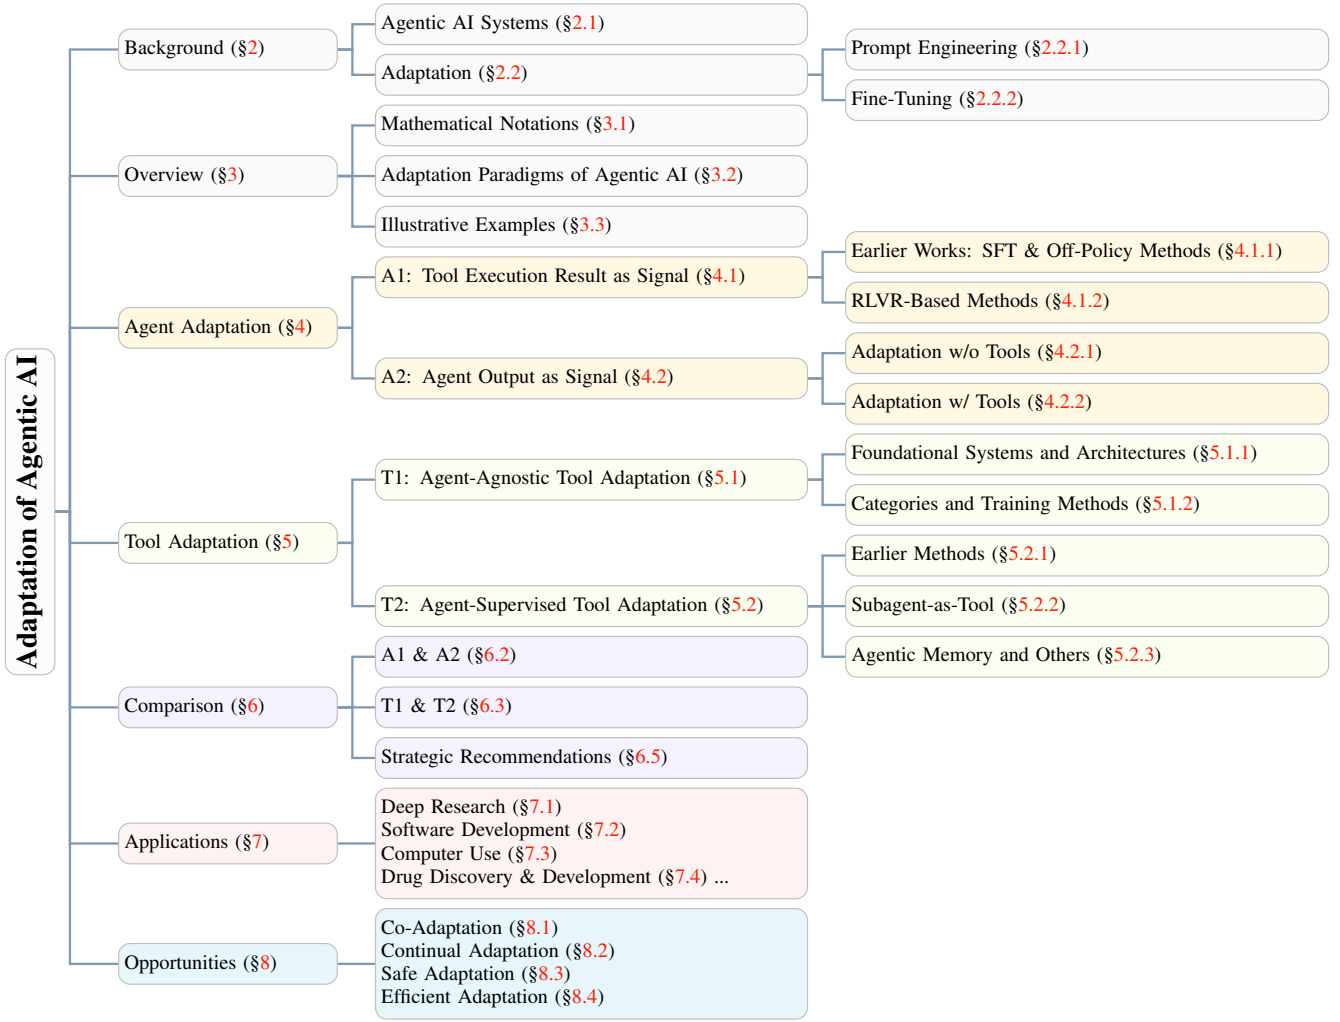 Adaptation of Agentic AI
Background (§2)
Agentic AI Systems (§2.1)
Adaptation (§2.2)
Prompt Engineering (§2.2.1)
Fine-Tuning (§2.2.2)
Overview (§3)
Mathematical Notations (§3.1)
Adaptation Paradigms of Agentic AI (§3.2)
Illustrative Examples (§3.3)
Agent Adaptation (§4)
A1: Tool Execution Result as Signal (§4.1)
Earlier Works: SFT & Off-Policy Methods (§4.1.1)
RLVR-Based Methods (§4.1.2)
A2: Agent Output as Signal (§4.2)
Adaptation w/o Tools (§4.2.1)
Adaptation w/ Tools (§4.2.2)
Tool Adaptation (§5)
T1: Agent-Agnostic Tool Adaptation (§5.1)
Foundational Systems and Architectures (§5.1.1)
Categories and Training Methods (§5.1.2)
T2: Agent-Supervised Tool Adaptation (§5.2)
Earlier Methods (§5.2.1)
Subagent-as-Tool (§5.2.2)
Agentic Memory and Others (§5.2.3)
Comparison (§6)
A1 & A2 (§6.2)
T1 & T2 (§6.3)
Strategic Recommendations (§6.5)
Applications (§7)
Deep Research (§7.1)
Software Development (§7.2)
Computer Use (§7.3)
Drug Discovery & Development (§7.4) ...
Opportunities (§8)
Co-Adaptation (§8.1)
Continual Adaptation (§8.2)
Safe Adaptation (§8.3)
Efficient Adaptation (§8.4)